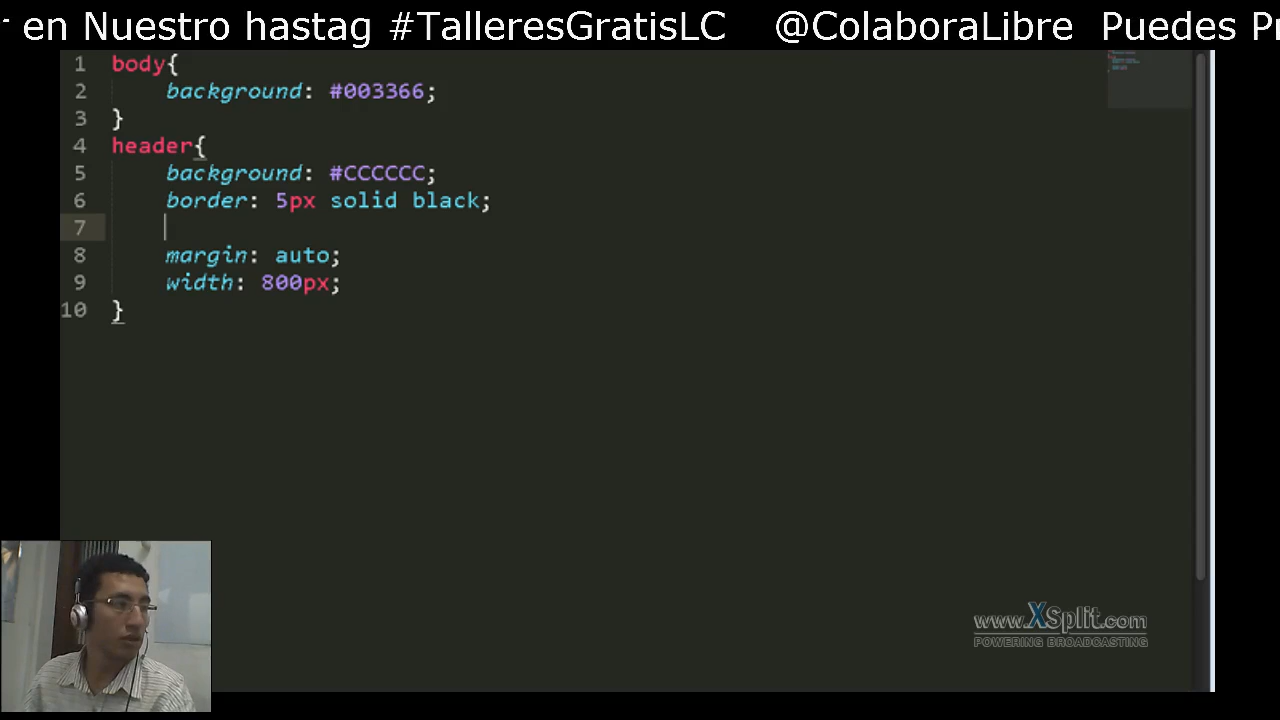 en Nuestro hastag #TalleresGratisLC @ColaboraLibre Puedes
1 body{
2 background: #003366;
3 }
4 header{
5 background: #CCCCCC;
6 border: 5px solid black;
7
8 margin: auto;
9 width: 800px;
10 }
www.XSplit.com
POWERING BROADCASTING